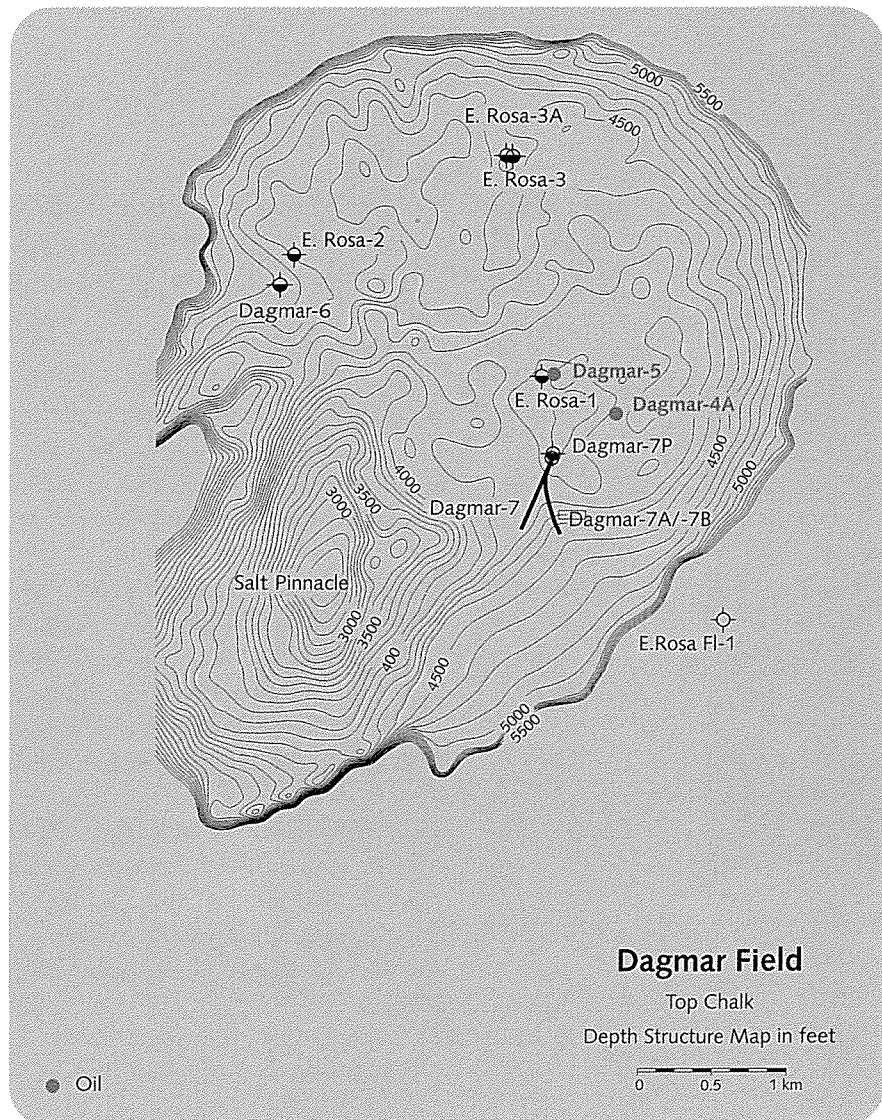 5000
5500
E. Rosa-3A
4500
E. Rosa-3
E. Rosa-2
Dagmar-6
Dagmar-5
E. Rosa-1
Dagmar-4A
Dagmar-7P
4500
4000
5000
3500
3000
Dagmar-7
Dagmar-7A/-7B
Salt Pinnacle
3000
3500
E.Rosa Fl-1
400
4500
5000
5500
Dagmar Field
Top Chalk
Depth Structure Map in feet
0 0.5 1 km
Oil